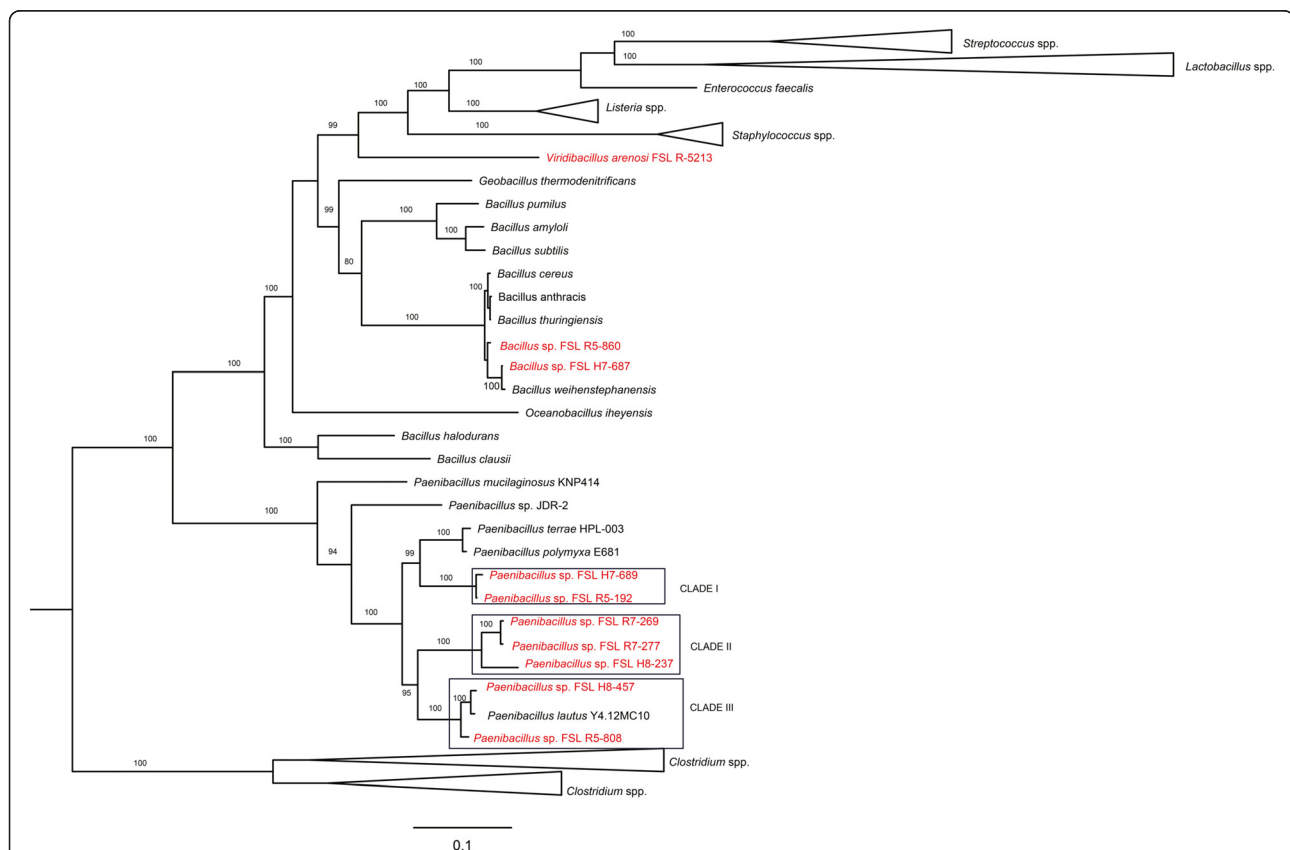 100
Streptococcus spp.
100
Lactobacillus spp.
100
Enterococcus faecalis
100
100
Listeria spp.
100
100
Staphylococcus spp.
99
Viridibacillus arenosi FSL R-5213
Geobacillus thermodenitrificans
99
Bacillus pumilus
100
100
Bacillus amyloli
Bacillus subtilis
80
Bacillus cereus
100
Bacillus anthracis
100
Bacillus thuringiensis
Bacillus sp. FSL R5-860
Bacillus sp. FSL H7-687
100
Bacillus weihenstephanensis
100
Oceanobacillus iheyensis
100
Bacillus halodurans
100
Bacillus clausii
100
Paenibacillus mucilaginosus KNP414
100
Paenibacillus sp. JDR-2
94
100
Paenibacillus terrae HPL-003
Paenibacillus polymyxa E681
99
100
Paenibacillus sp. FSL H7-689
CLADE I
Paenibacillus sp. FSL R5-192
100
100
Paenibacillus sp. FSL R7-269
100
Paenibacillus sp. FSL R7-277
CLADE II
Paenibacillus sp. FSL H8-237
95
Paenibacillus sp. FSL H8-457
100
100
CLADE III
Paenibacillus lautus Y4.12MC10
Paenibacillus sp. FSL R5-808
100
Clostridium spp.
Clostridium spp.
0.1